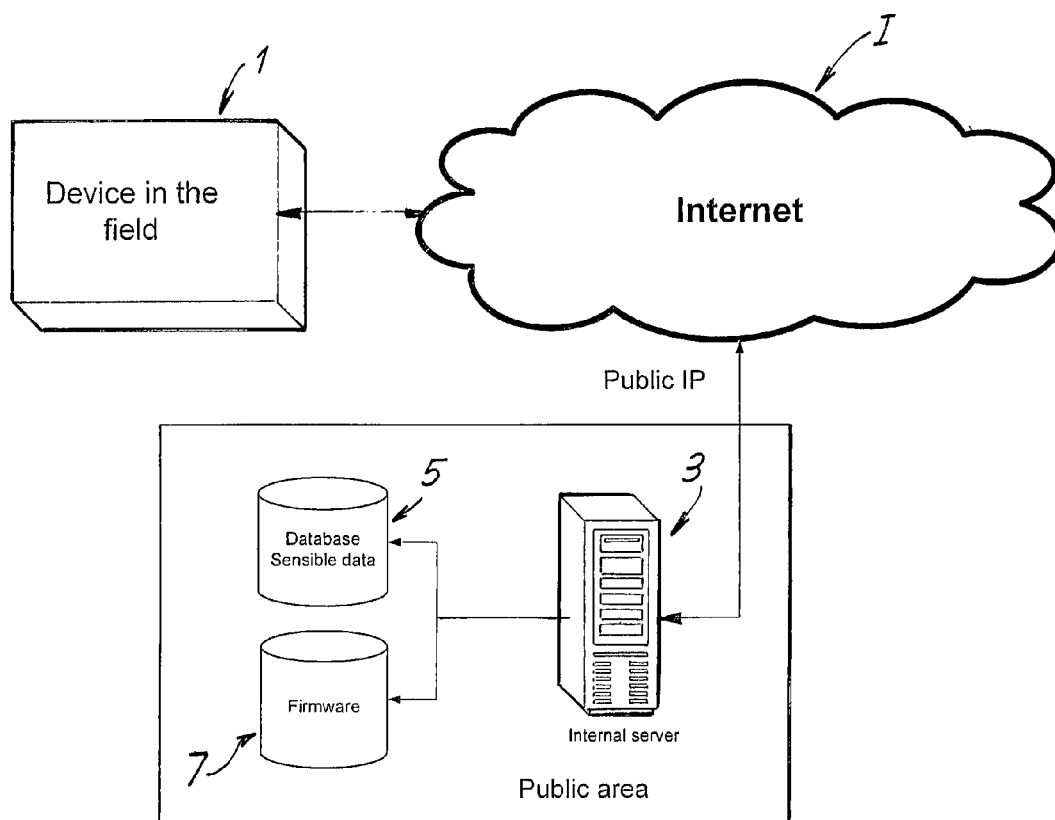 1
I
Device in the
field
Internet
Public IP
5
3
Database
Sensible data
Firmware
7
Internal server
Public area